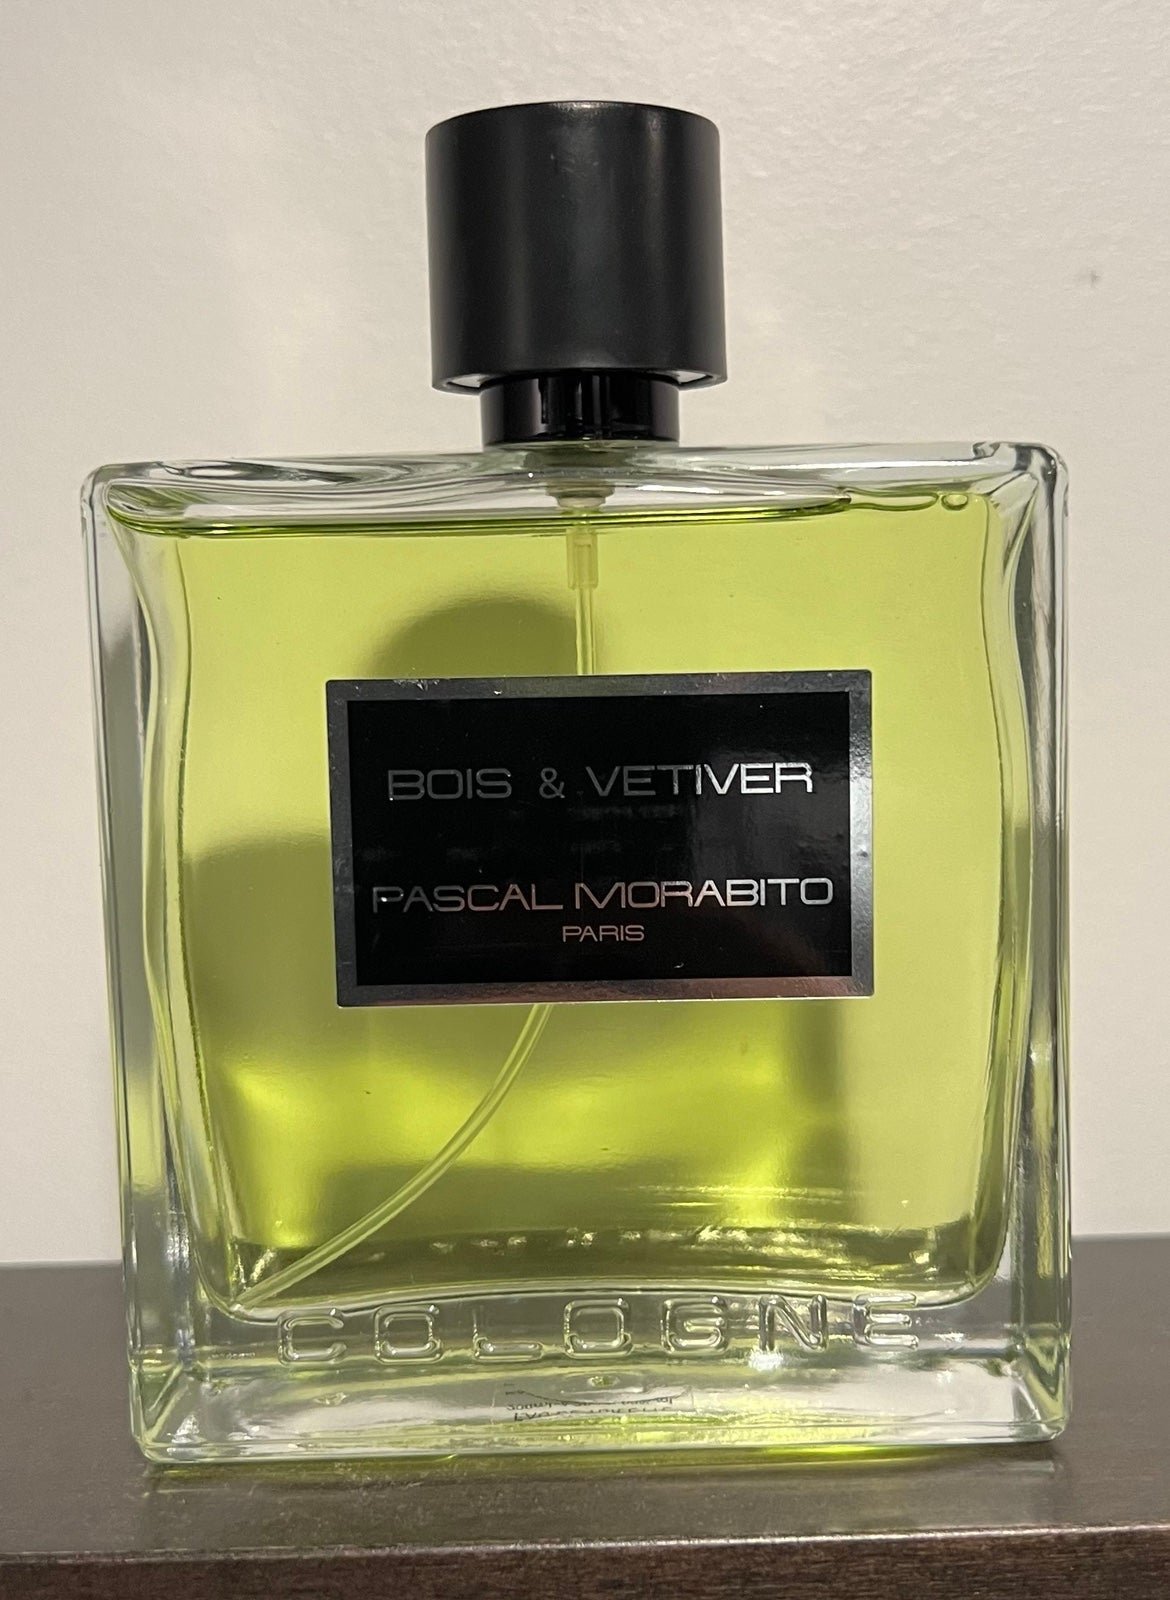 BOIS & VETIVER
PASCAL MORABITO
PARIS
COLOGNE